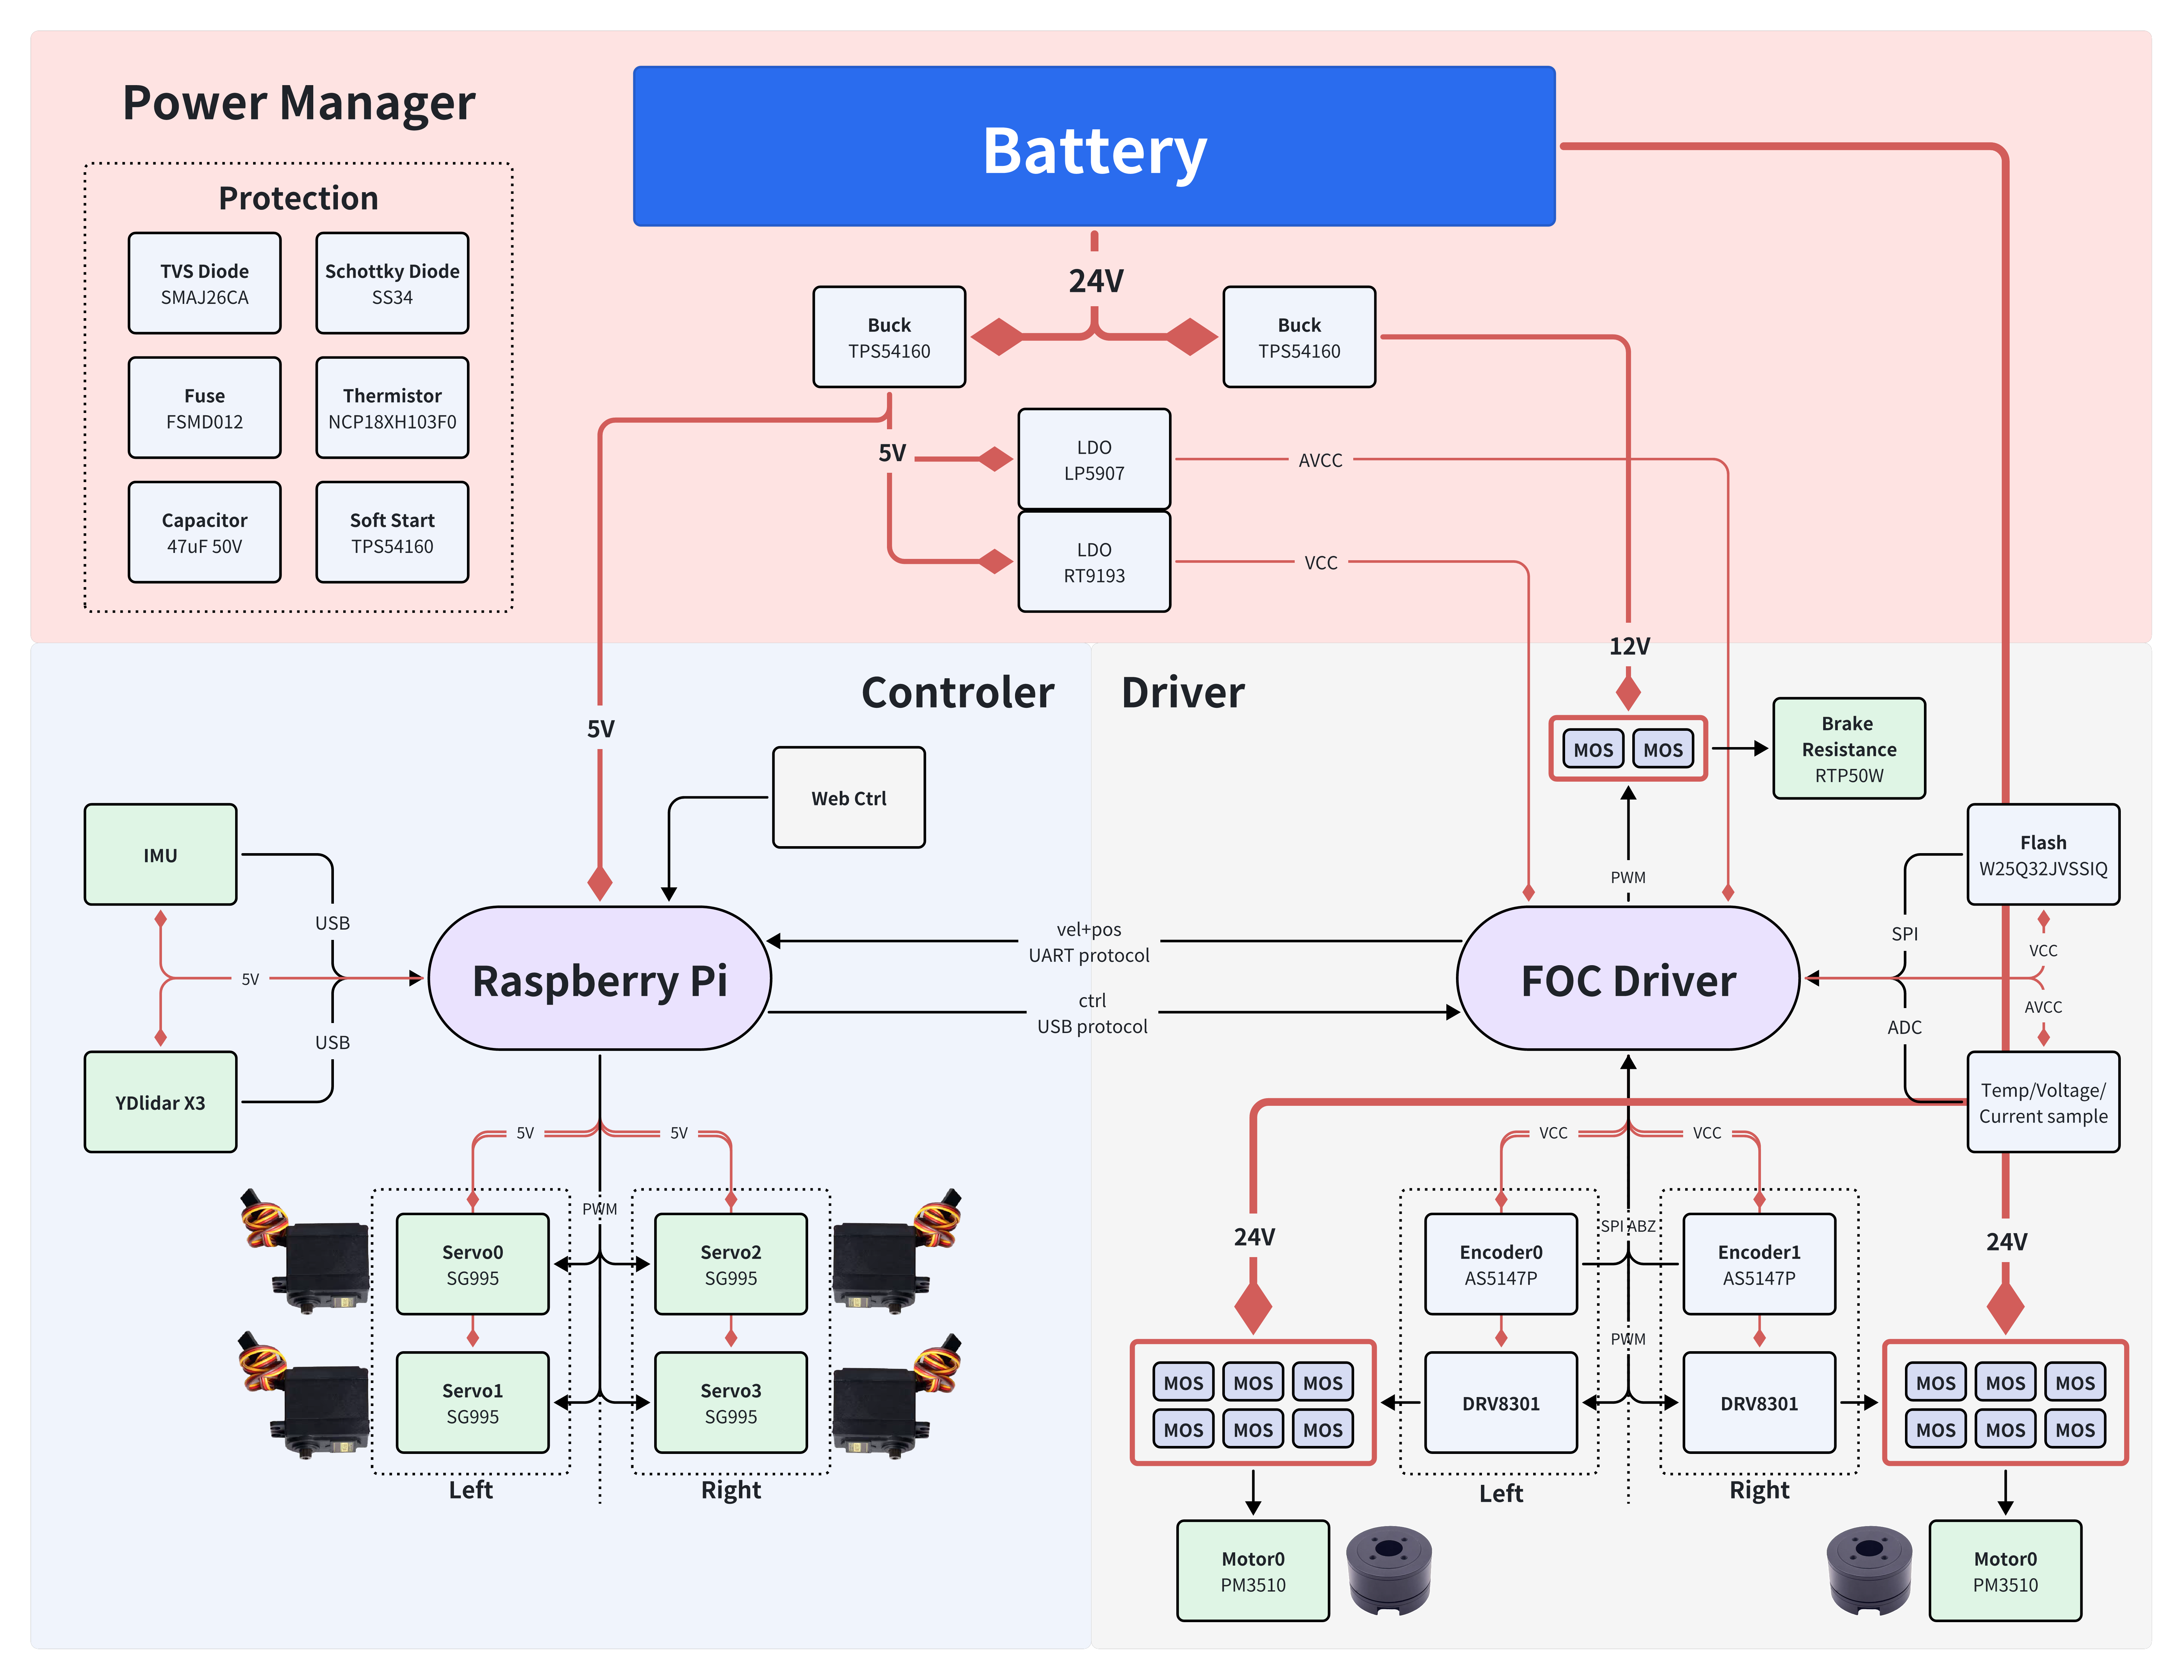 Power Manager
Battery
Protection
TVS Diode
SMAJ26CA
Schottky Diode
SS34
Fuse
FSMD012
Thermistor
NCP18XH103F0
Capacitor
47uF 50V
Soft Start
TPS54160
24V
Buck
TPS54160
Buck
TPS54160
5V
LDO
LP5907
AVCC
LDO
RT9193
VCC
12V
Controler
5V
Web Ctrl
IMU
USB
5V
USB
YDlidar X3
Raspberry Pi
vel+pos
UART protocol
ctrl
USB protocol
5V
5V
PWM
Servo0
SG995
Servo2
SG995
Servo1
SG995
Servo3
SG995
Left
Right
Driver
MOS
MOS
Brake
Resistance
RTP50W
PWM
Flash
W25Q32JVSSIQ
SPI
VCC
FOC Driver
AVCC
ADC
Temp/Voltage/
Current sample
VCC
VCC
24V
SPI ABZ
24V
Encoder0
AS5147P
Encoder1
AS5147P
PWM
MOS
MOS
MOS
MOS
MOS
MOS
DRV8301
DRV8301
MOS
MOS
MOS
MOS
MOS
MOS
Left
Right
Motor0
PM3510
Motor0
PM3510